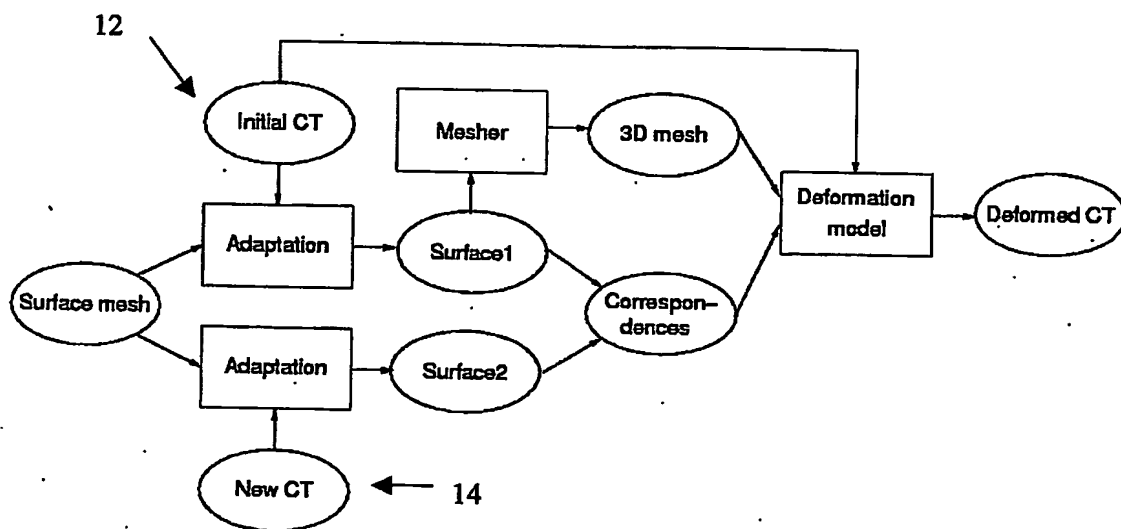 12
Initial CT
Mesher
3D mesh
Deformation
model
Deformed CT
Adaptation
Surface1
Surface mesh
Correspon-
dences
Adaptation
Surface2
New CT
14